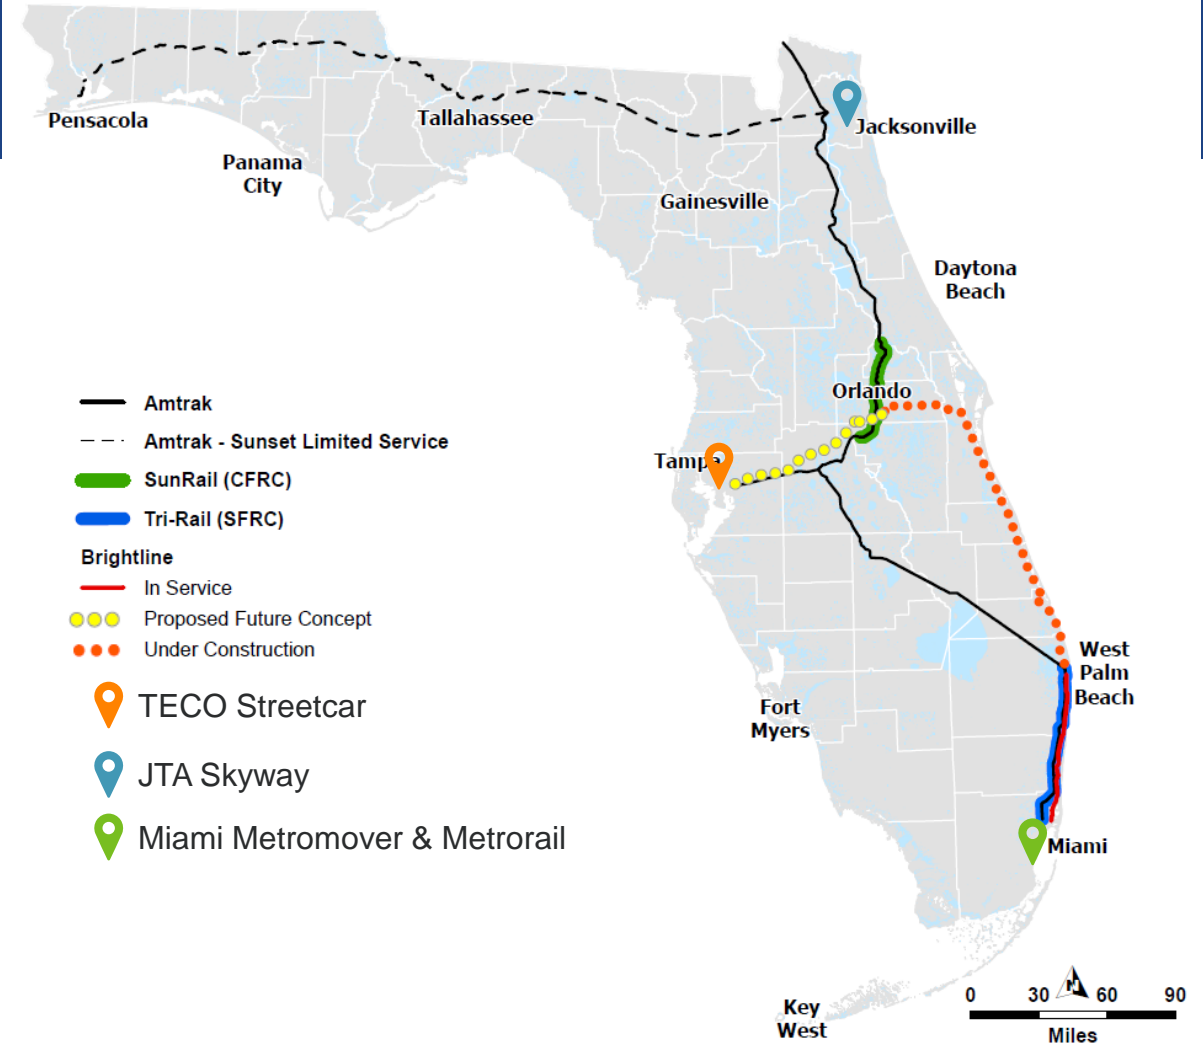 Pensacola
Tallahassee
Jacksonville
Panama
City
Gainesville
Daytona
Beach
Orlando
Tampa
Amtrak
Amtrak - Sunset Limited Service
SunRail (CFRC)
Tri-Rail (SFRC)
Brightline
In Service
Proposed Future Concept
Under Construction
TECO Streetcar
JTA Skyway
Miami Metromover & Metrorail
West
Palm
Beach
Fort
Myers
Miami
Key
West
N
0 30 60 90
Miles